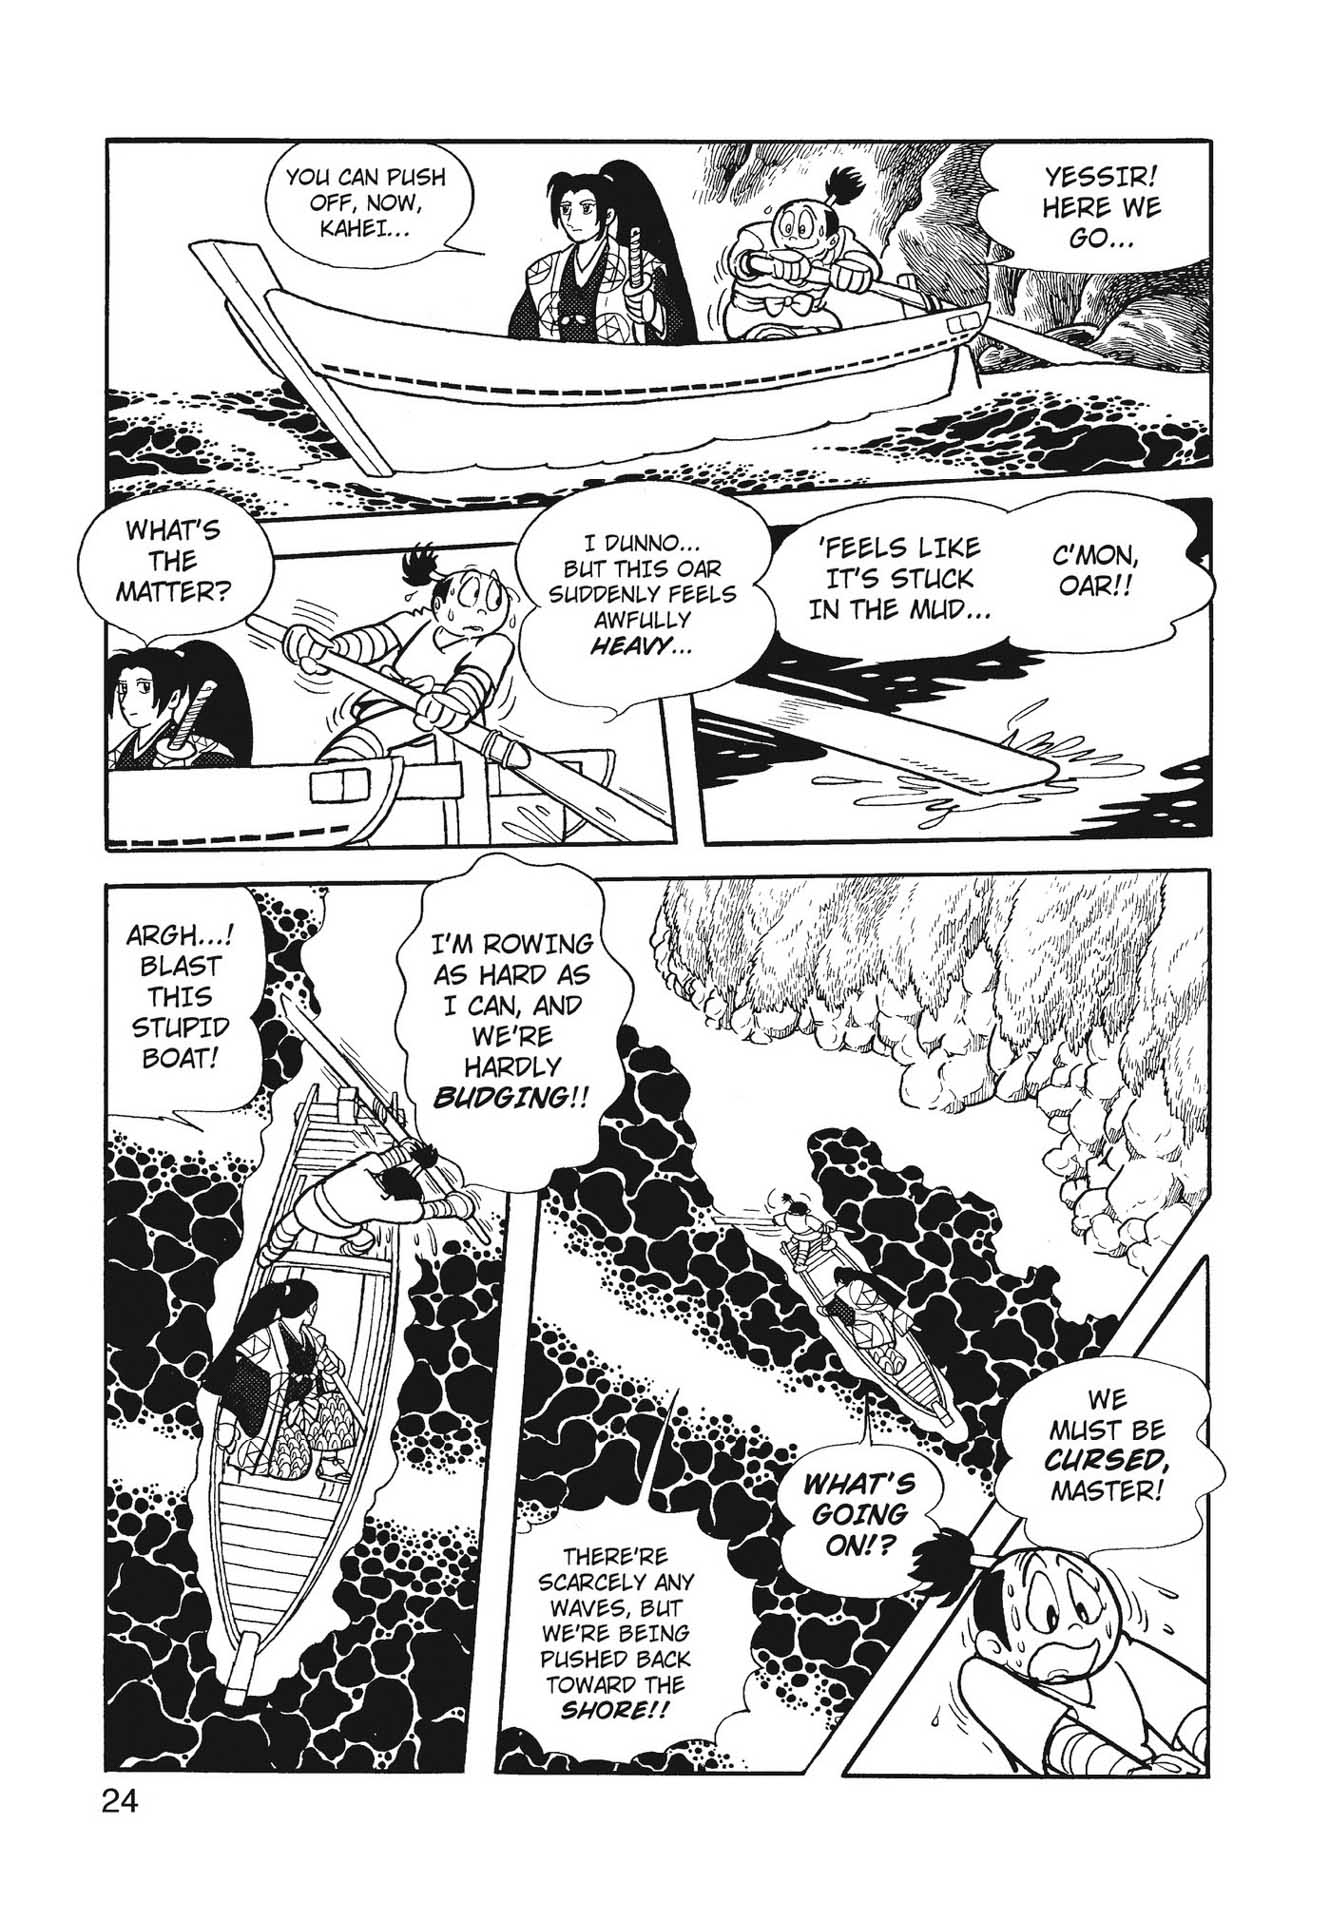 YOU CAN PUSH
OFF, NOW,
KAHEI...
YESSIR!
HERE WE
GO...
WHAT'S
THE
MATTER?
I DUNNO...
BUT THIS OAR
SUDDENLY FEELS
AWFULLY
HEAVY...
'FEELS LIKE
IT'S STUCK
IN THE MUD...
C'MON,
OAR!!
ARGH...!
BLAST
THIS
STUPID
BOAT!
I'M ROWING
AS HARD AS
I CAN, AND
WE'RE
HARDLY
BUDGING!!
THERE'RE
SCARCELY ANY
WAVES, BUT
WE'RE BEING
PUSHED BACK
TOWARD THE
SHORE!!
WHAT'S
GOING
ON!?
WE
MUST BE
CURSED,
MASTER!
24